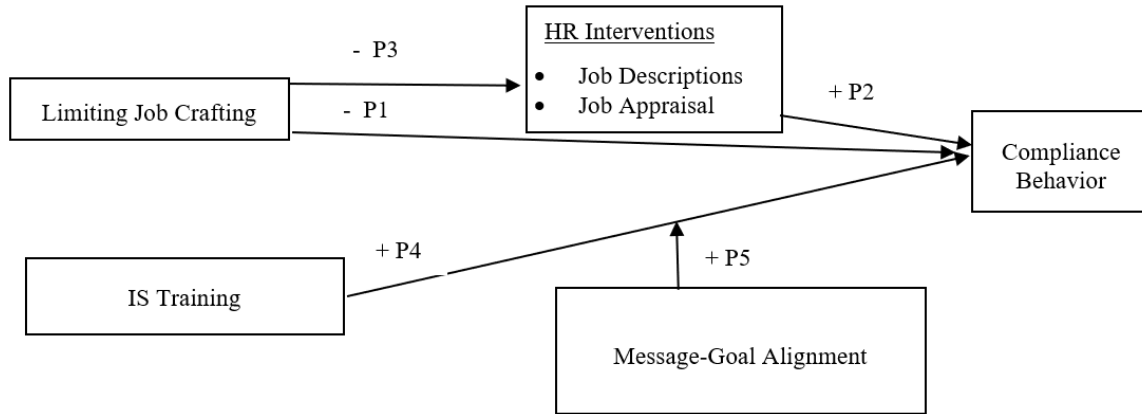 HR Interventions
• Job Descriptions
• Job Appraisal
- P3
Limiting Job Crafting
- P1
+ P2
Compliance
Behavior
+ P4
IS Training
+ P5
Message-Goal Alignment